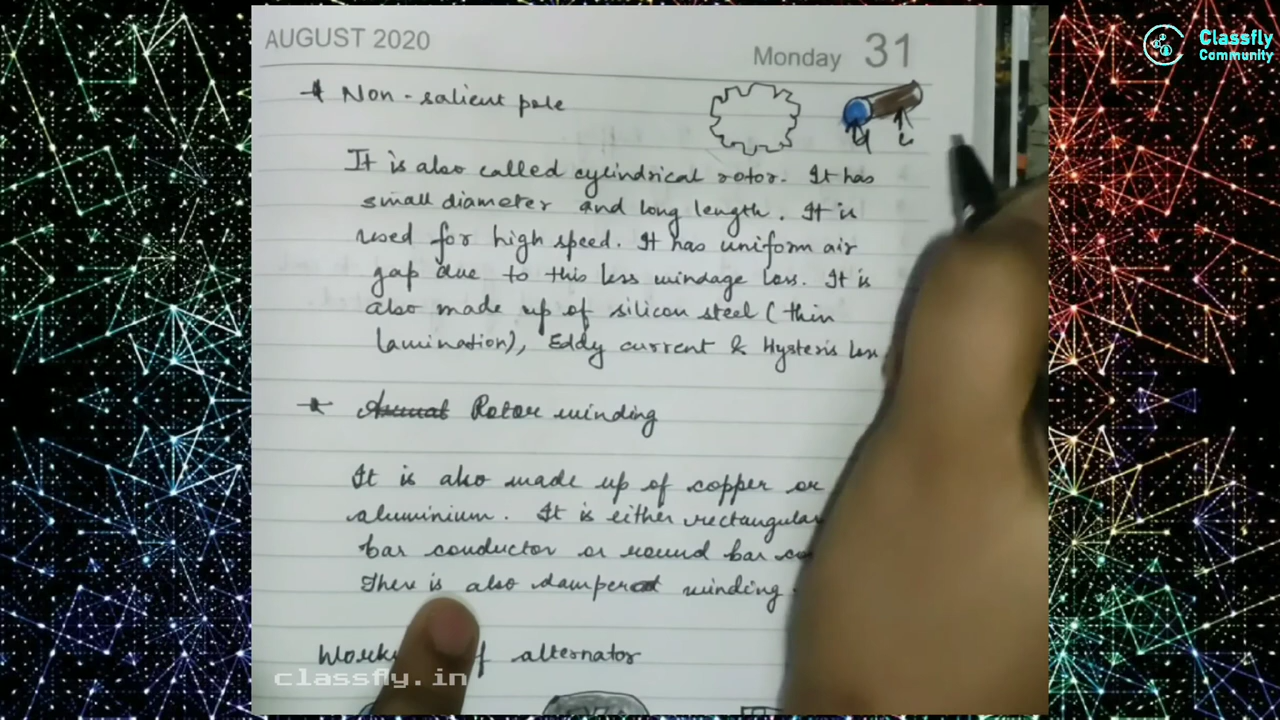 AUGUST 2020
Monday 31
Classfly
Community
Non-salient pole
It is also called cylindrical rotor. It has
small diameter and long length. It is
used for high speed. It has uniform air
gap due to this less windage loss. It is
also made up of silicon steel (thin
lamination), Eddy current & Hysteris loss
Rotor winding
It is also made up of copper or
aluminium. It is either rectangular
bar conductor or round bar
There is also damper winding.
alternator
classfly.in